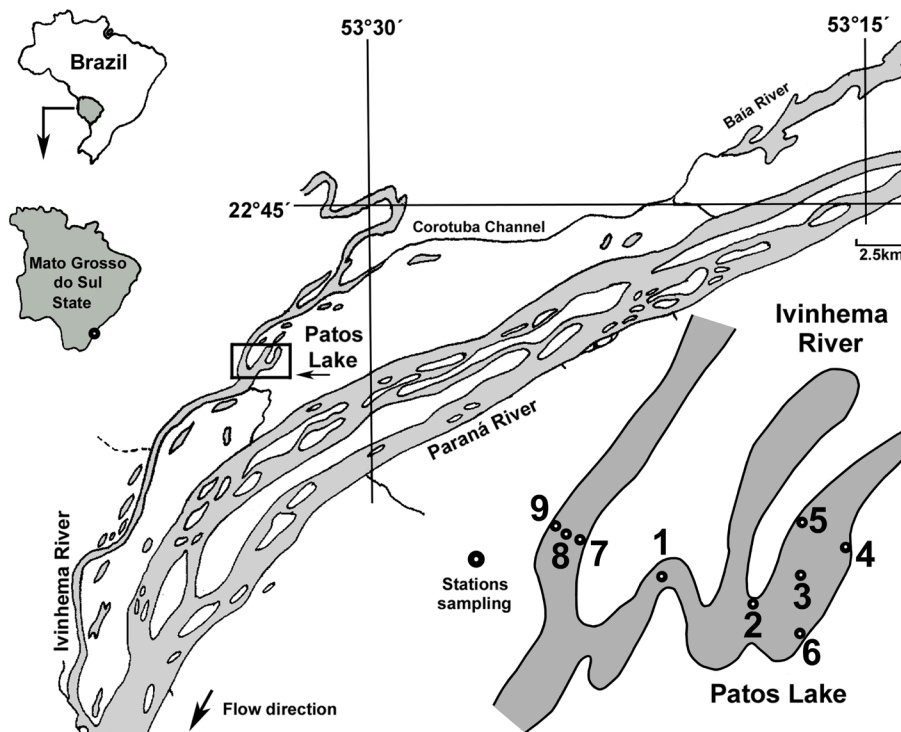 53°30´
53°15´
Brazil
Baía River
22°45´
Corotuba Channel
2.5km
Mato Grosso
do Sul
State
Patos
Lake
Ivinhema
River
Paraná River
9
8
7
1
5
4
3
2
6
Stations
sampling
Ivinhema River
Patos Lake
Flow direction